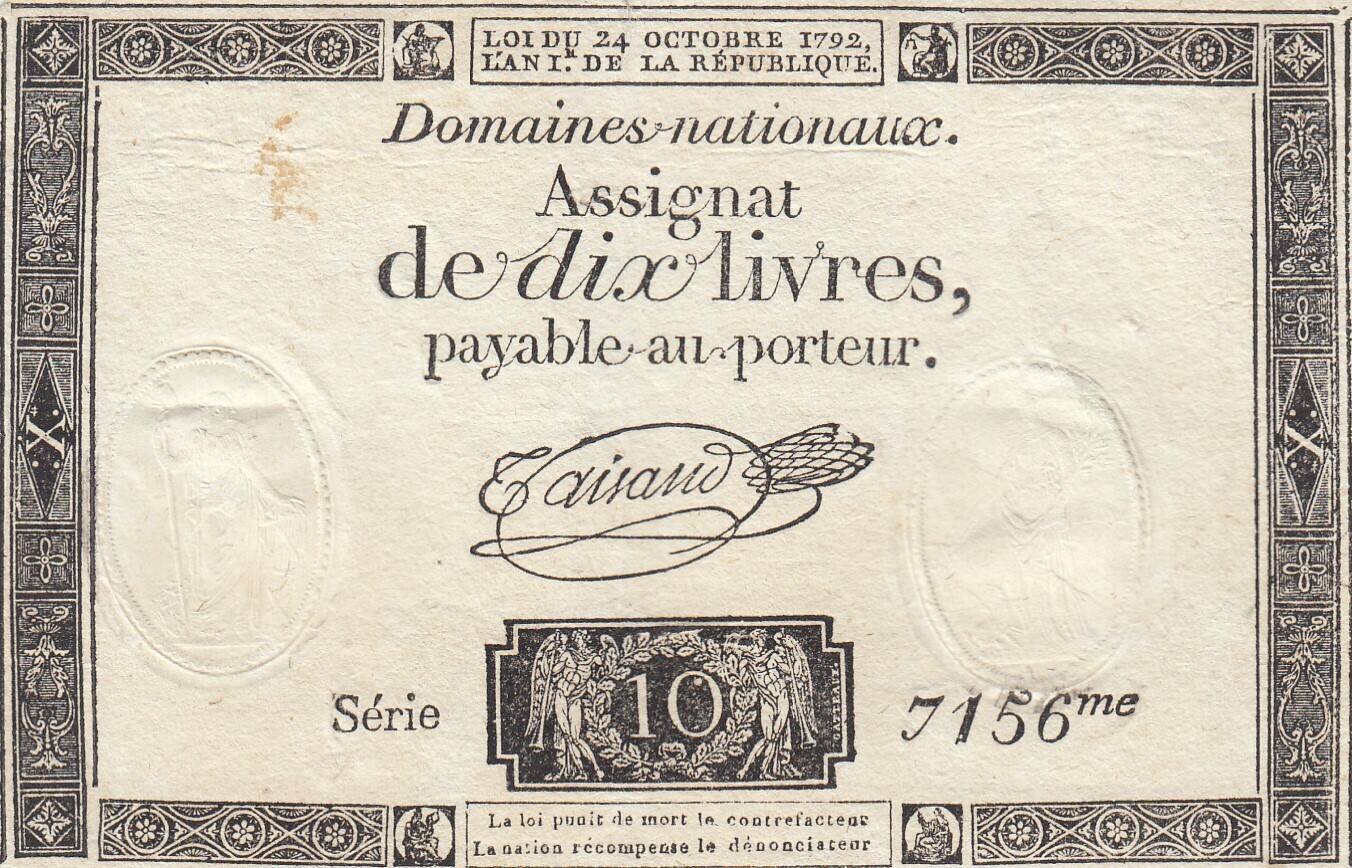 LOI DU 24 OCTOBRE 1792,
L'AN I.er DE LA RÉPUBLIQUE.
Domaines nationaux.
Assignat
de dix livres,
payable au porteur.
X
X
Taisaud
10
Série
7156me
La loi punit de mort le contrefacteur
La nation récompense le dénonciateur